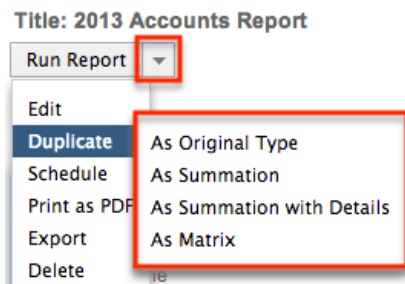 Title: 2013 Accounts Report
Run Report
Edit
Duplicate
As Original Type
Schedule
As Summation
Print as PDF
As Summation with Details
Export
As Matrix
Delete